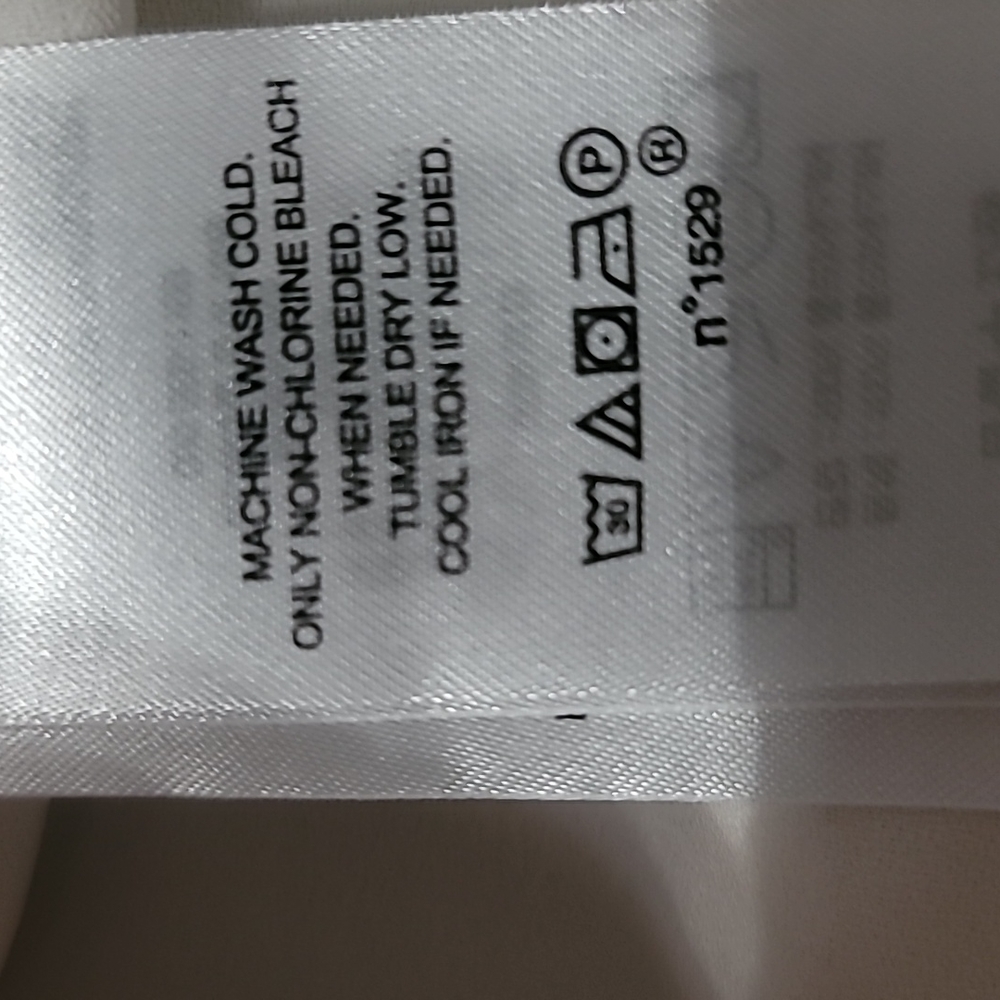 MACHINE WASH COLD.
ONLY NON-CHLORINE BLEACH
WHEN NEEDED.
TUMBLE DRY LOW.
COOL IRON IF NEEDED.
30 P
®
n°1529